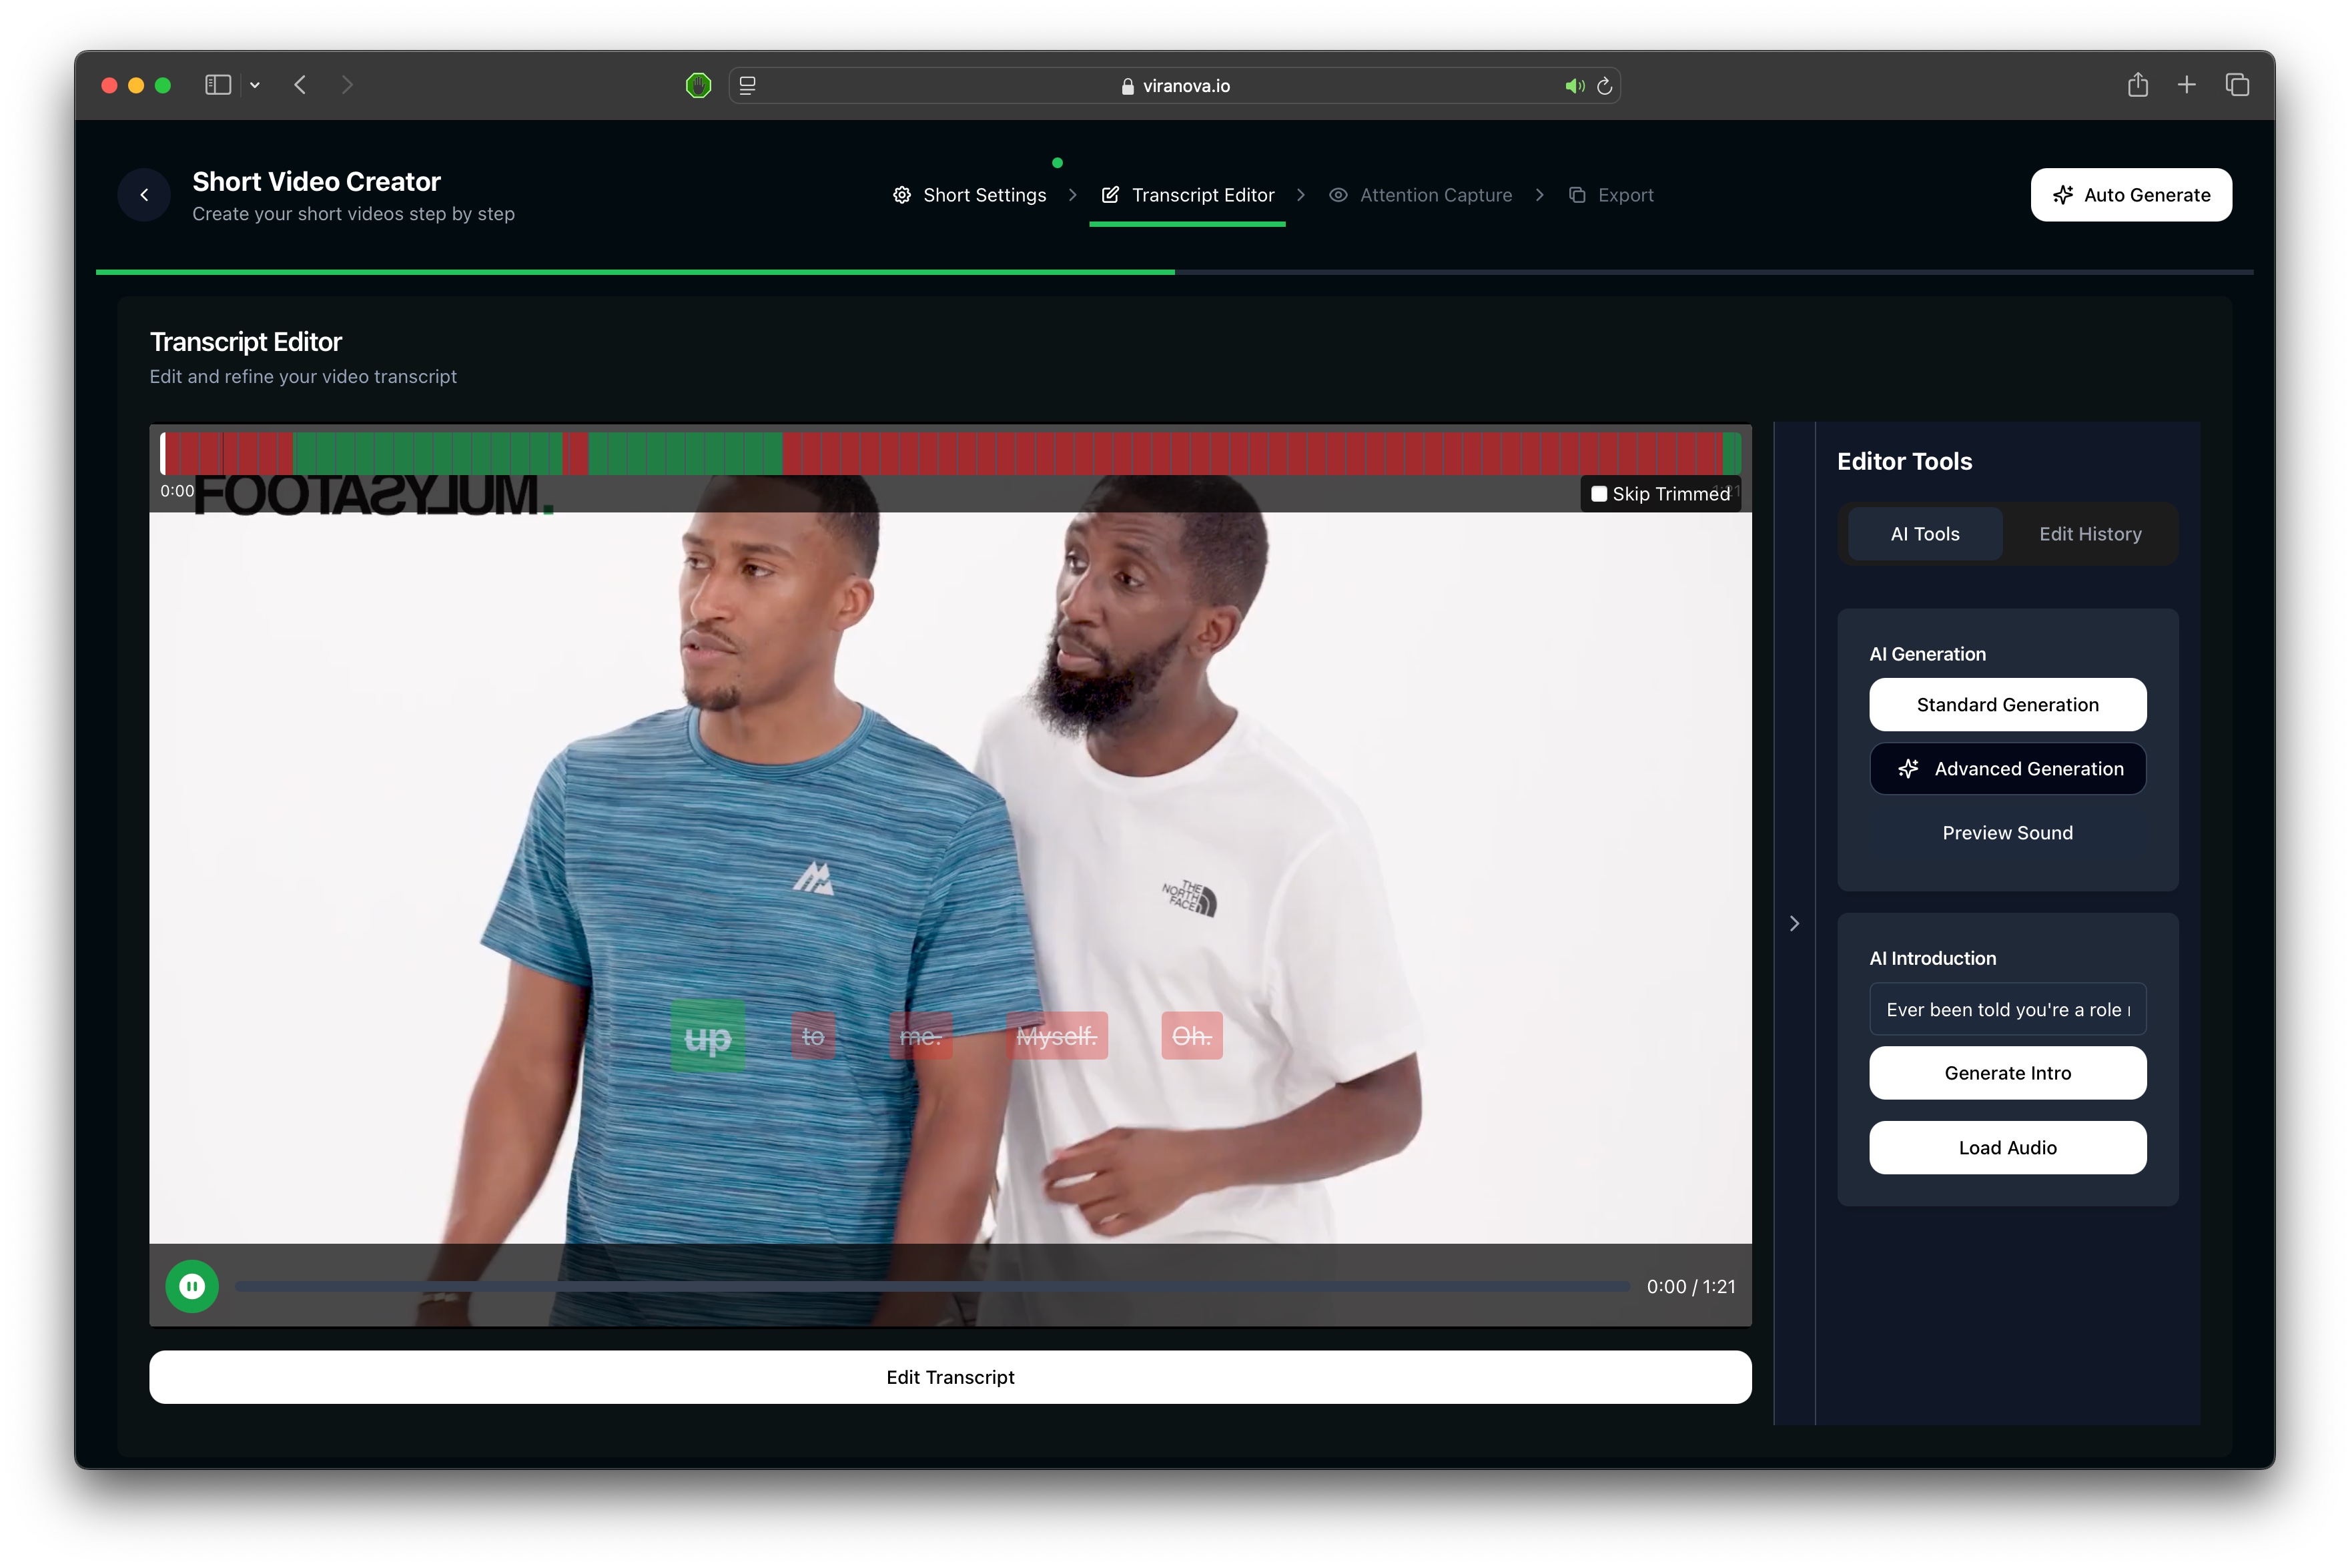 viranova.io
Short Video Creator
Create your short videos step by step
Short Settings
Transcript Editor
Attention Capture
Export
Auto Generate
Transcript Editor
Edit and refine your video transcript
0:00
FOOTASYLUM.
Skip Trimmed
1:21
THE
NORTH
FACE
up to me. Myself. Oh.
0:00 / 1:21
Edit Transcript
Editor Tools
AI Tools
Edit History
AI Generation
Standard Generation
Advanced Generation
Preview Sound
AI Introduction
Ever been told you're a role
Generate Intro
Load Audio